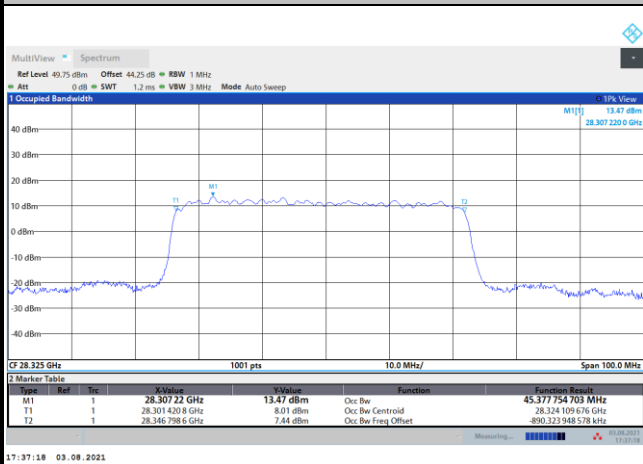 MultiView Spectrum
Ref Level 49.75 dBm Offset 44.25 dB RBW 1 MHz
Att 0 dB SWT 1.2 ms VBW 3 MHz Mode Auto Sweep
1 Occupied Bandwidth 1Pk View
M1[1] 13.47 dBm
28.307 220 0 GHz
40 dBm
30 dBm
20 dBm
M1
T1 T2
10 dBm
0 dBm
-10 dBm
-20 dBm
-30 dBm
-40 dBm
CF 28.325 GHz 1001 pts 10.0 MHz/ Span 100.0 MHz
2 Marker Table
Type Ref Trc X-Value Y-Value Function Function Result
M1 1 28.307 22 GHz 13.47 dBm Occ Bw 45.377 754 703 MHz
T1 1 28.301 420 8 GHz 8.01 dBm Occ Bw Centroid 28.324 109 676 GHz
T2 1 28.346 798 6 GHz 7.44 dBm Occ Bw Freq Offset -890.323 948 578 kHz
Measuring... 03.08.2021
17:37:18
17:37:18 03.08.2021